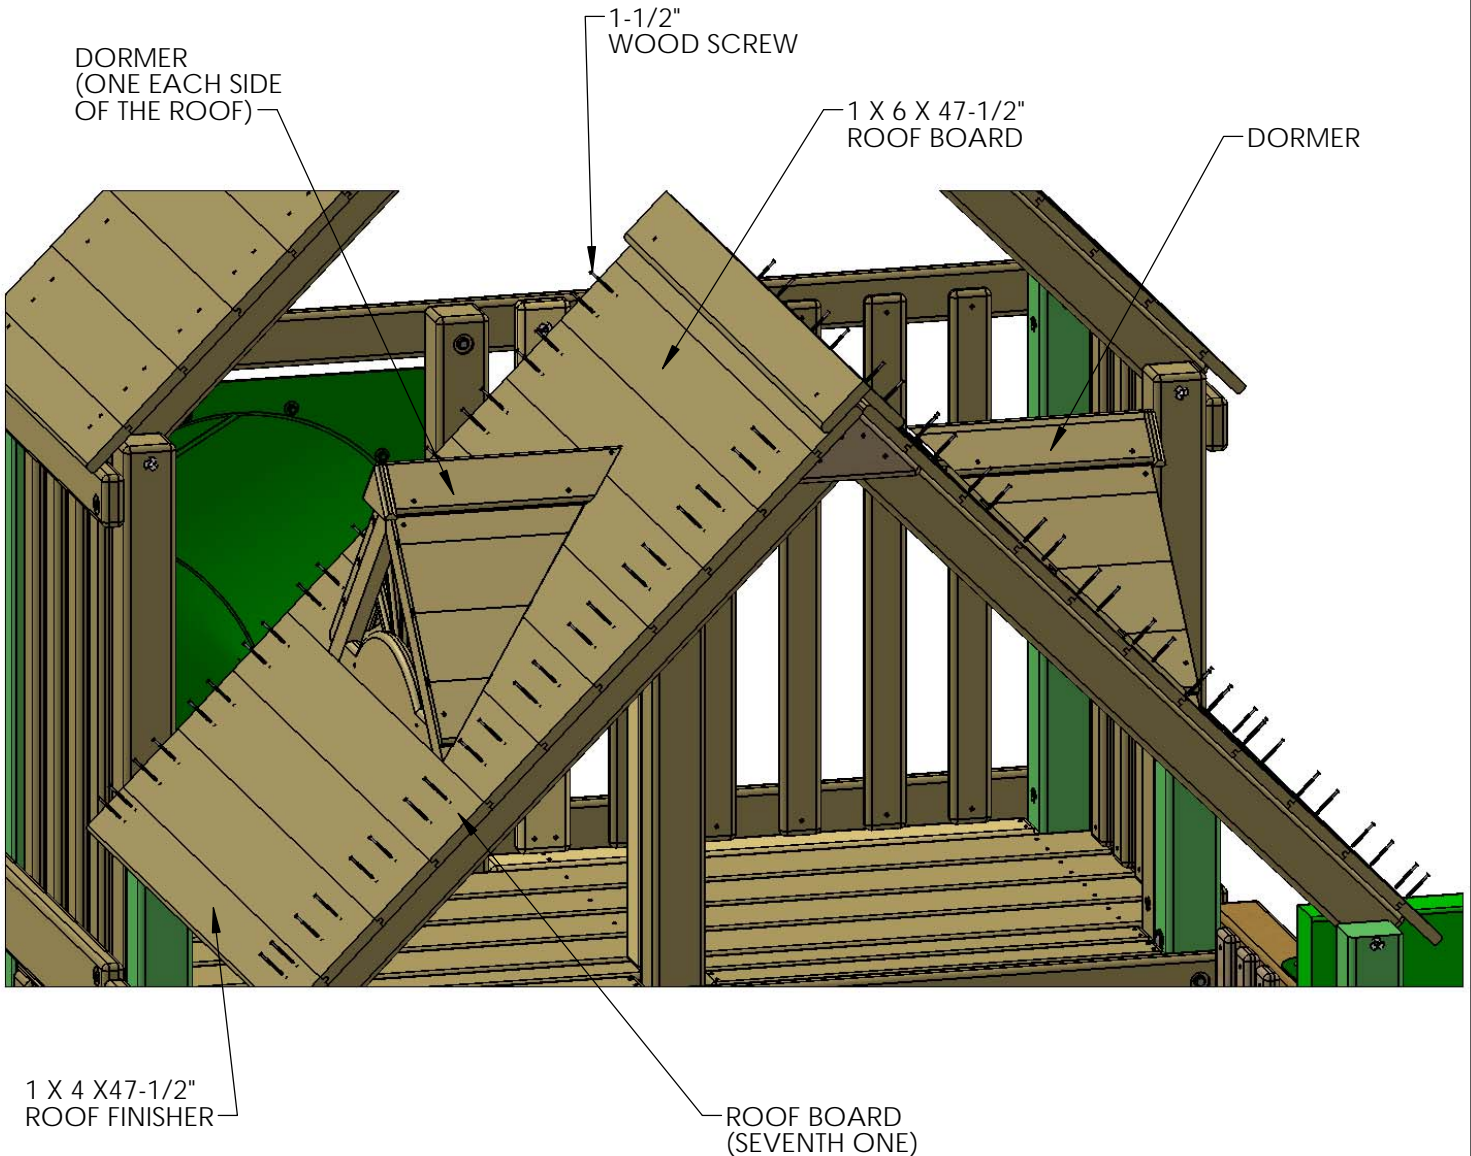 1-1/2"
WOOD SCREW
DORMER
(ONE EACH SIDE
OF THE ROOF)
1 X 6 X 47-1/2"
ROOF BOARD
DORMER
1 X 4 X47-1/2"
ROOF FINISHER
ROOF BOARD
(SEVENTH ONE)